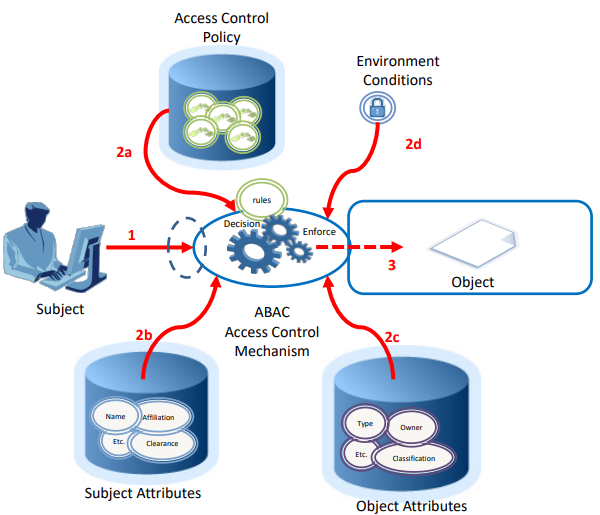 Access Control
Policy
Environment
Conditions
2a
2d
rules
Decision
Enforce
1
3
Subject
Object
ABAC
Access Control
Mechanism
2b
2c
Name
Affiliation
Etc.
Clearance
Subject Attributes
Type
Owner
Etc.
Classification
Object Attributes